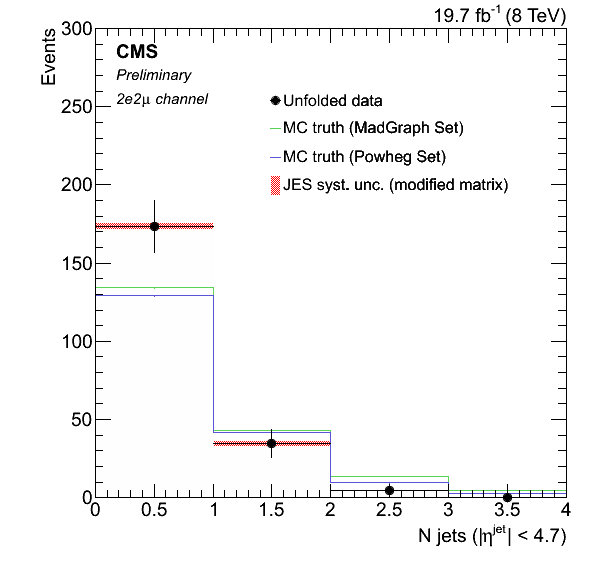 19.7 fb⁻¹ (8 TeV)
Events
300
250
200
150
100
50
0
CMS
Preliminary
2e2μ channel
Unfolded data
MC truth (MadGraph Set)
MC truth (Powheg Set)
JES syst. unc. (modified matrix)
0 0.5 1 1.5 2 2.5 3 3.5 4
N jets (|ηʲᵉᵗ| < 4.7)